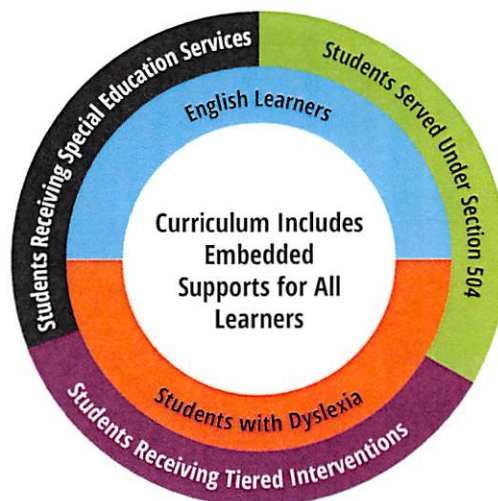 Students Receiving Special Education Services
Students Served Under Section 504
English Learners
Curriculum Includes
Embedded
Supports for All
Learners
Students with Dyslexia
Students Receiving Tiered Interventions